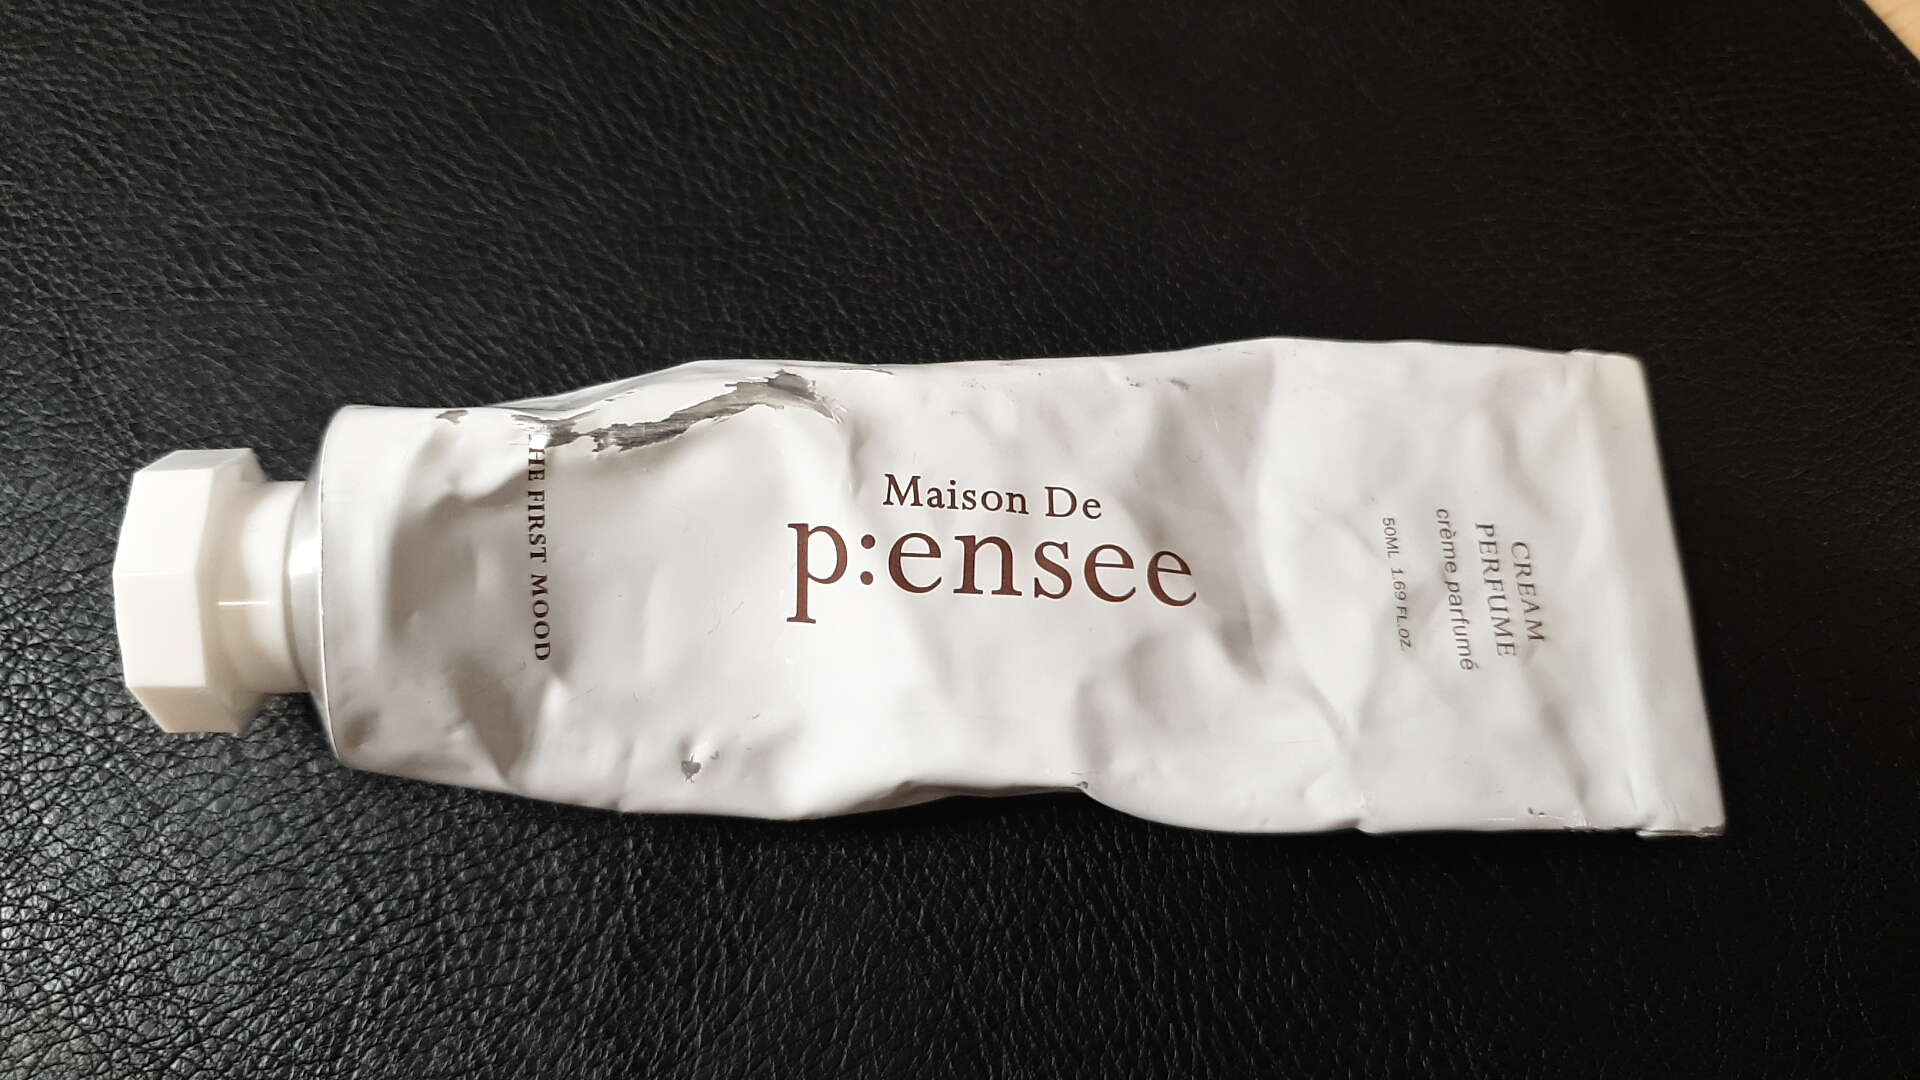 HE FIRST MOOD
Maison De
p:ensee
CREAM
PERFUME
crème parfumé
50ML 1.69 FL.OZ.